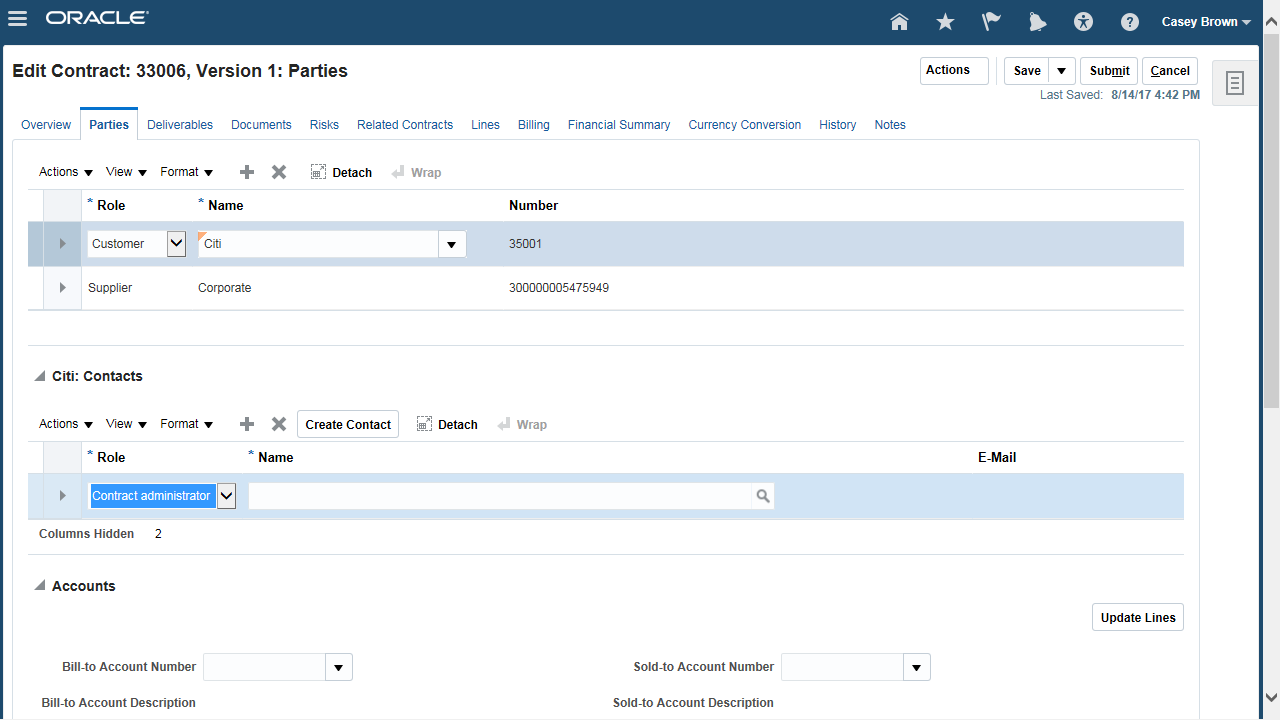 ORACLE
Casey Brown
Edit Contract: 33006, Version 1: Parties
Actions Save Submit Cancel
Last Saved: 8/14/17 4:42 PM
Overview Parties Deliverables Documents Risks Related Contracts Lines Billing Financial Summary Currency Conversion History Notes
Actions View Format Detach Wrap
* Role * Name Number
Customer Citi 35001
Supplier Corporate 300000005475949
Citi: Contacts
Actions View Format Create Contact Detach Wrap
* Role * Name E-Mail
Contract administrator
Columns Hidden 2
Accounts
Update Lines
Bill-to Account Number Sold-to Account Number
Bill-to Account Description Sold-to Account Description